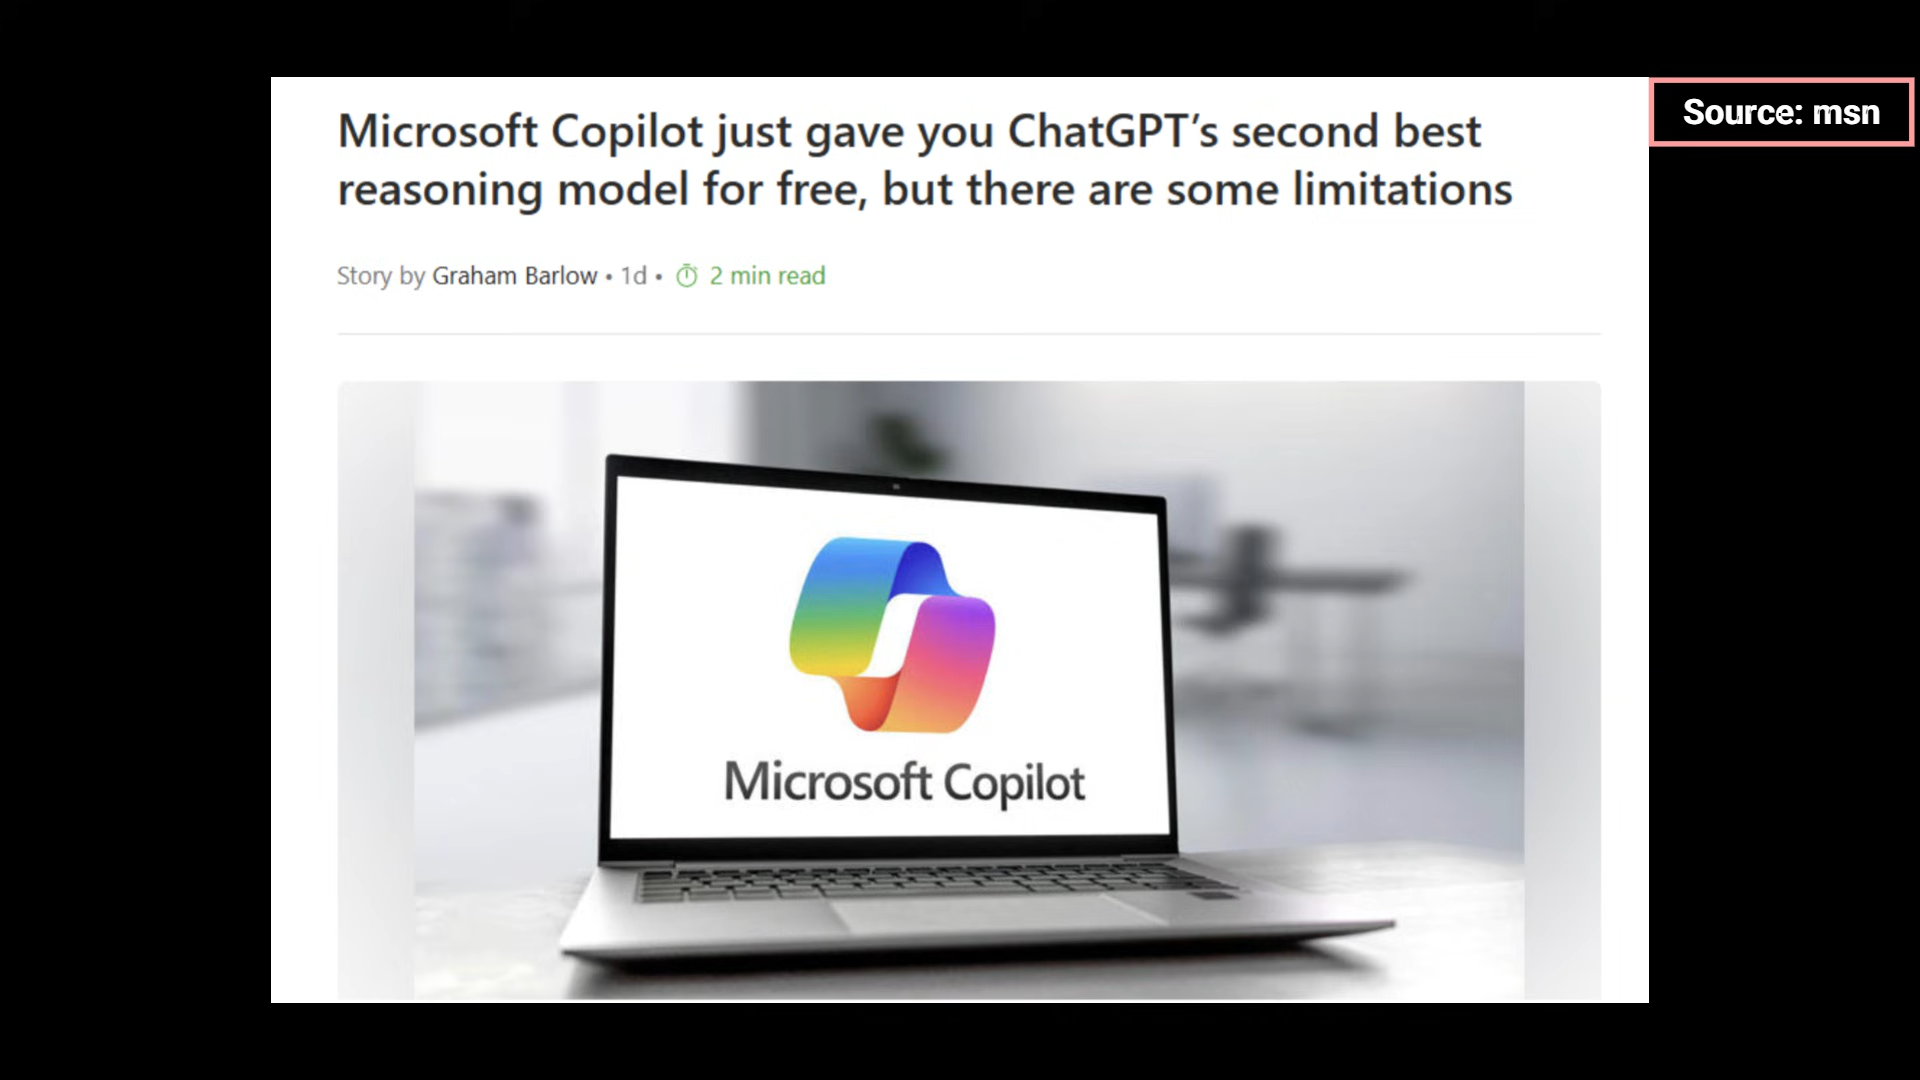 Source: msn
Microsoft Copilot just gave you ChatGPT’s second best
reasoning model for free, but there are some limitations
Story by Graham Barlow • 1d • 2 min read
Microsoft Copilot